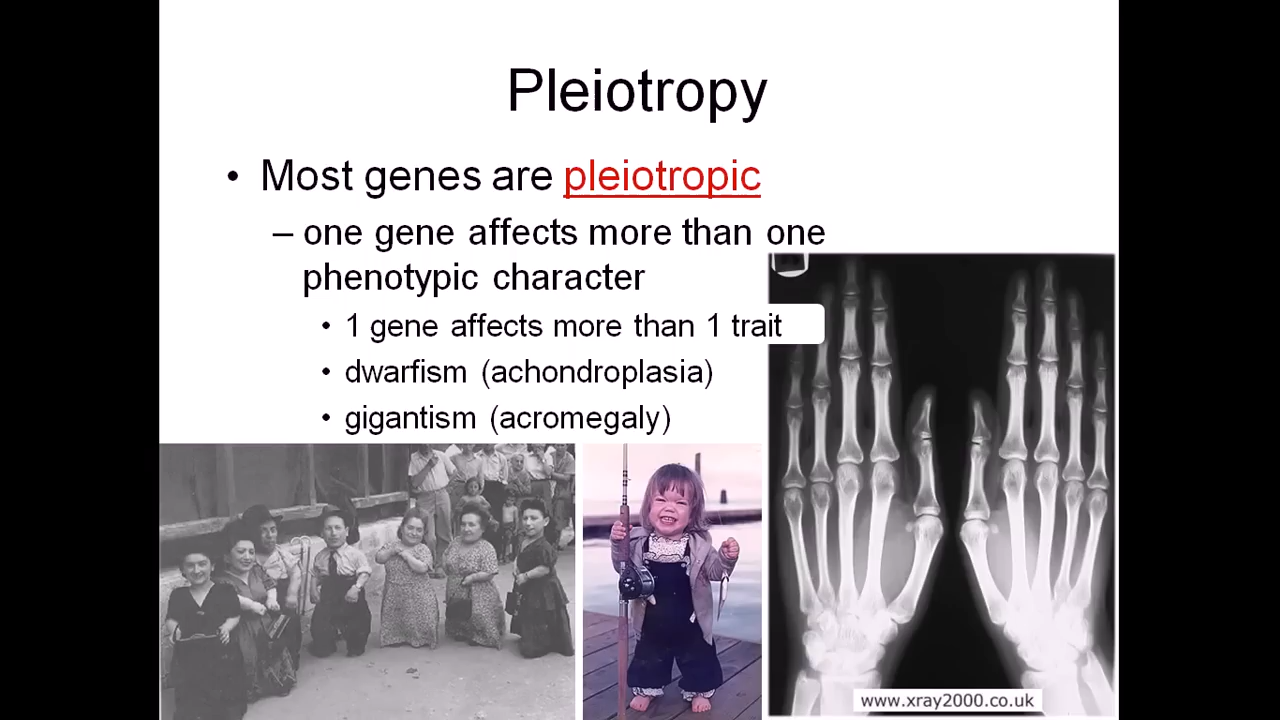 Pleiotropy
• Most genes are pleiotropic
– one gene affects more than one
phenotypic character
• 1 gene affects more than 1 trait
• dwarfism (achondroplasia)
• gigantism (acromegaly)
www.xray2000.co.uk